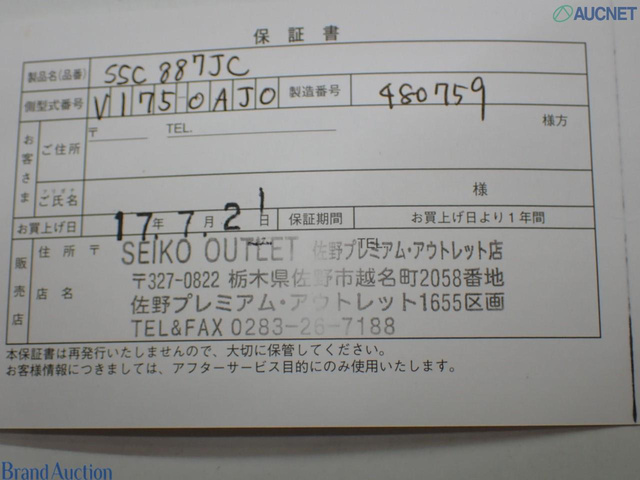 AUCNET
保証書
製品名(品番) SSC 887JC
側型式番号 V175 0AJ0 製造番号 480759
お客さま ご住所 〒 TEL. 様方
フリガナ
ご氏名 様
お買上げ日 17年 7月 21日 保証期間 お買上げ日より1年間
販売店 住所 〒 TEL.
店名
SEIKO OUTLET 佐野プレミアム・アウトレット店
〒327-0822 栃木県佐野市越名町2058番地
佐野プレミアム・アウトレット1655区画
TEL&FAX 0283-26-7188
本保証書は再発行いたしませんので、大切に保管してください。
お客様情報につきましては、アフターサービス目的にのみ使用いたします。
Brand Auction